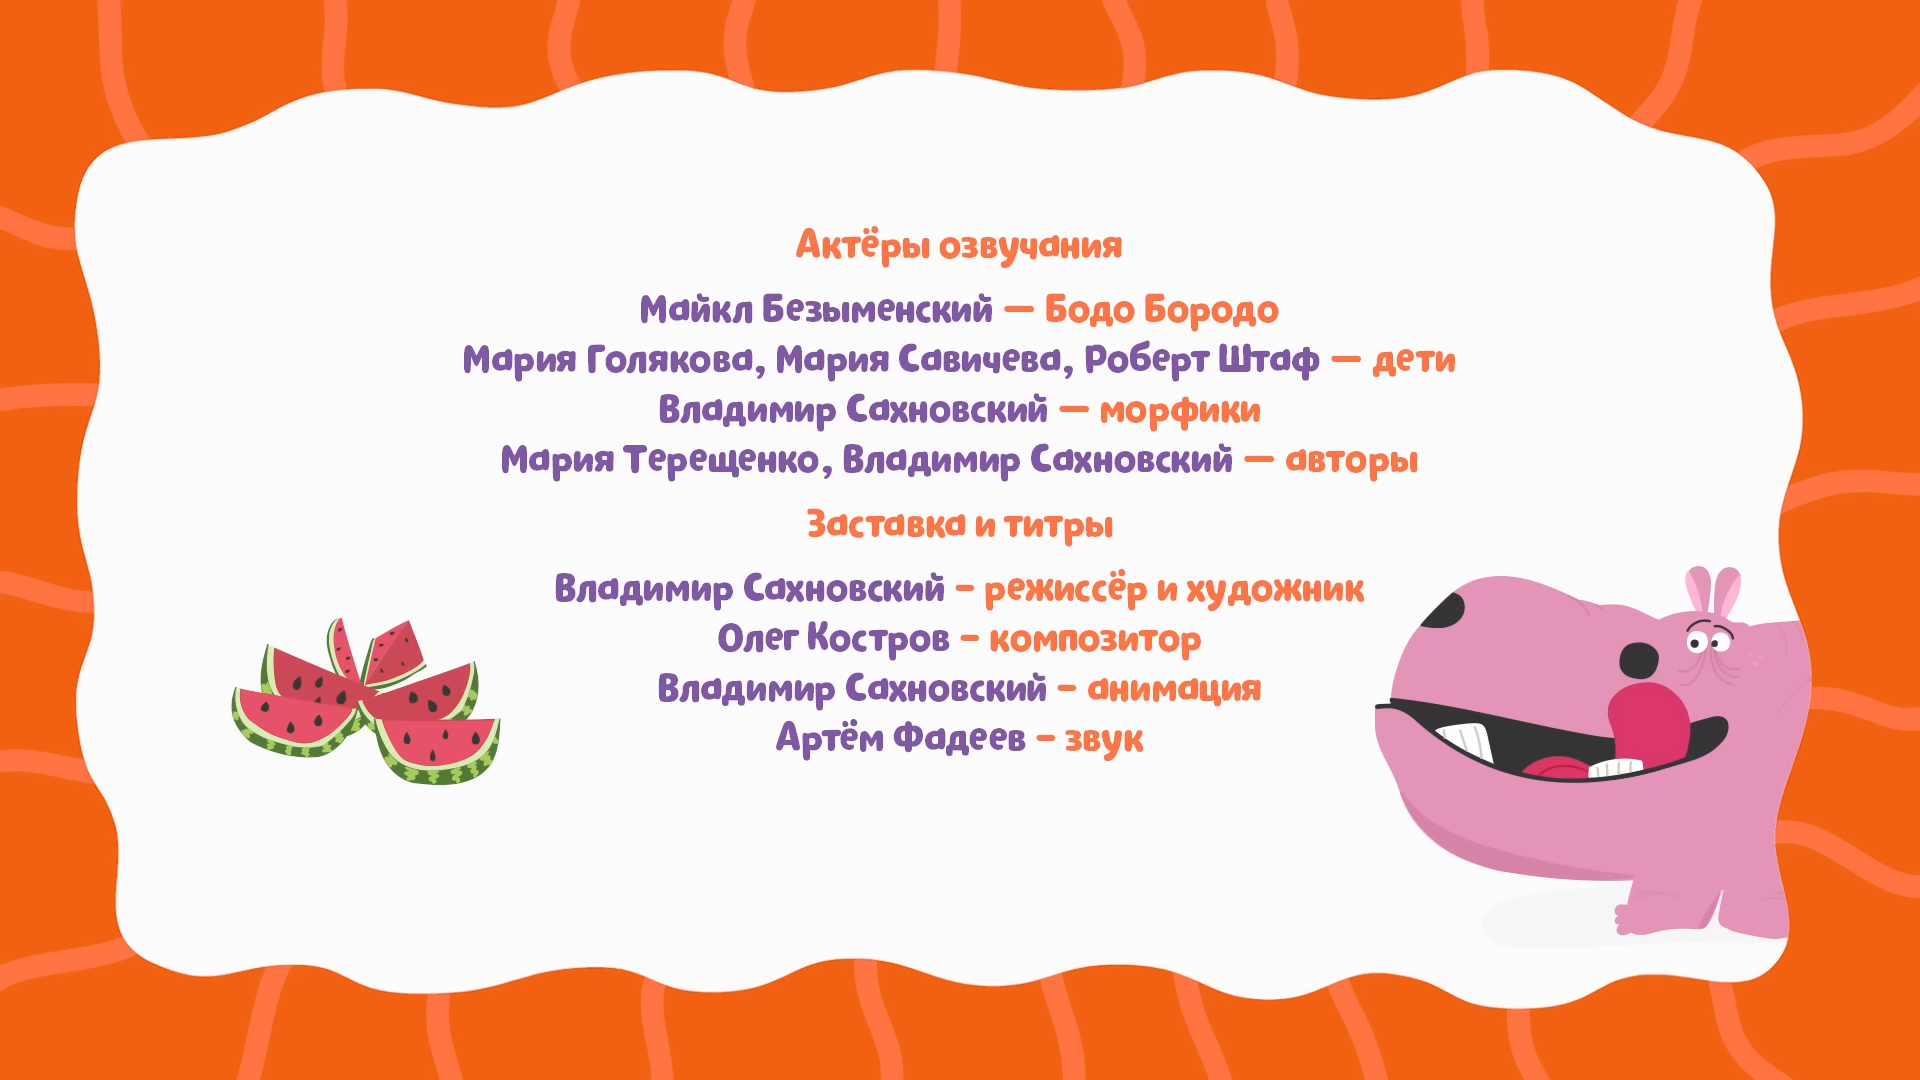 Актёры озвучания
Майкл Безыменский — Бодо Бородо
Мария Голякова, Мария Савичева, Роберт Штаф — дети
Владимир Сахновский — морфики
Мария Терещенко, Владимир Сахновский — авторы
Заставка и титры
Владимир Сахновский – режиссёр и художник
Олег Костров – композитор
Владимир Сахновский – анимация
Артём Фадеев – звук